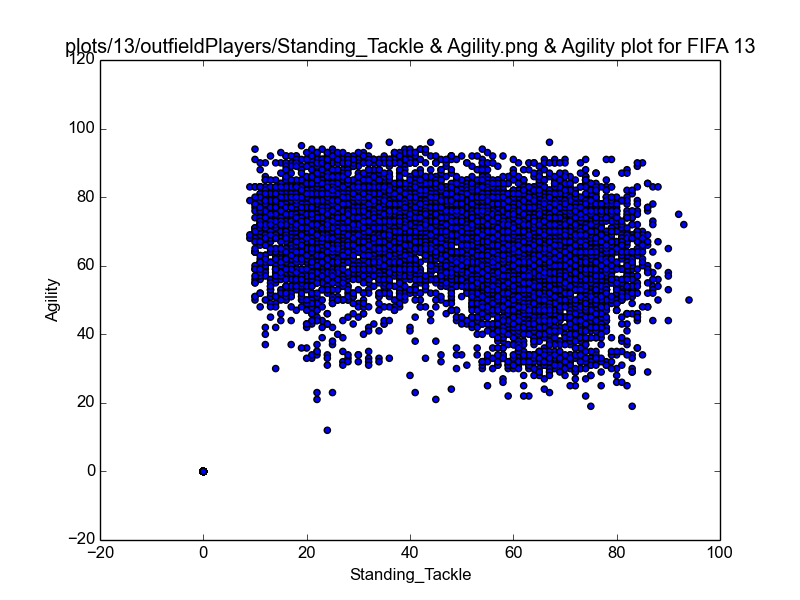 plots/13/outfieldPlayers/Standing_Tackle & Agility.png & Agility plot for FIFA 13
120
100
80
60
40
20
0
−20
Agility
−20 0 20 40 60 80 100
Standing_Tackle